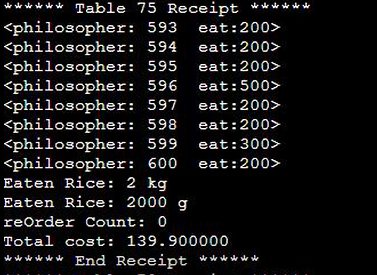 ****** Table 75 Receipt ******
<philosopher: 593  eat:200>
<philosopher: 594  eat:200>
<philosopher: 595  eat:200>
<philosopher: 596  eat:500>
<philosopher: 597  eat:200>
<philosopher: 598  eat:200>
<philosopher: 599  eat:300>
<philosopher: 600  eat:200>
Eaten Rice: 2 kg
Eaten Rice: 2000 g
reOrder Count: 0
Total cost: 139.900000
****** End Receipt ******